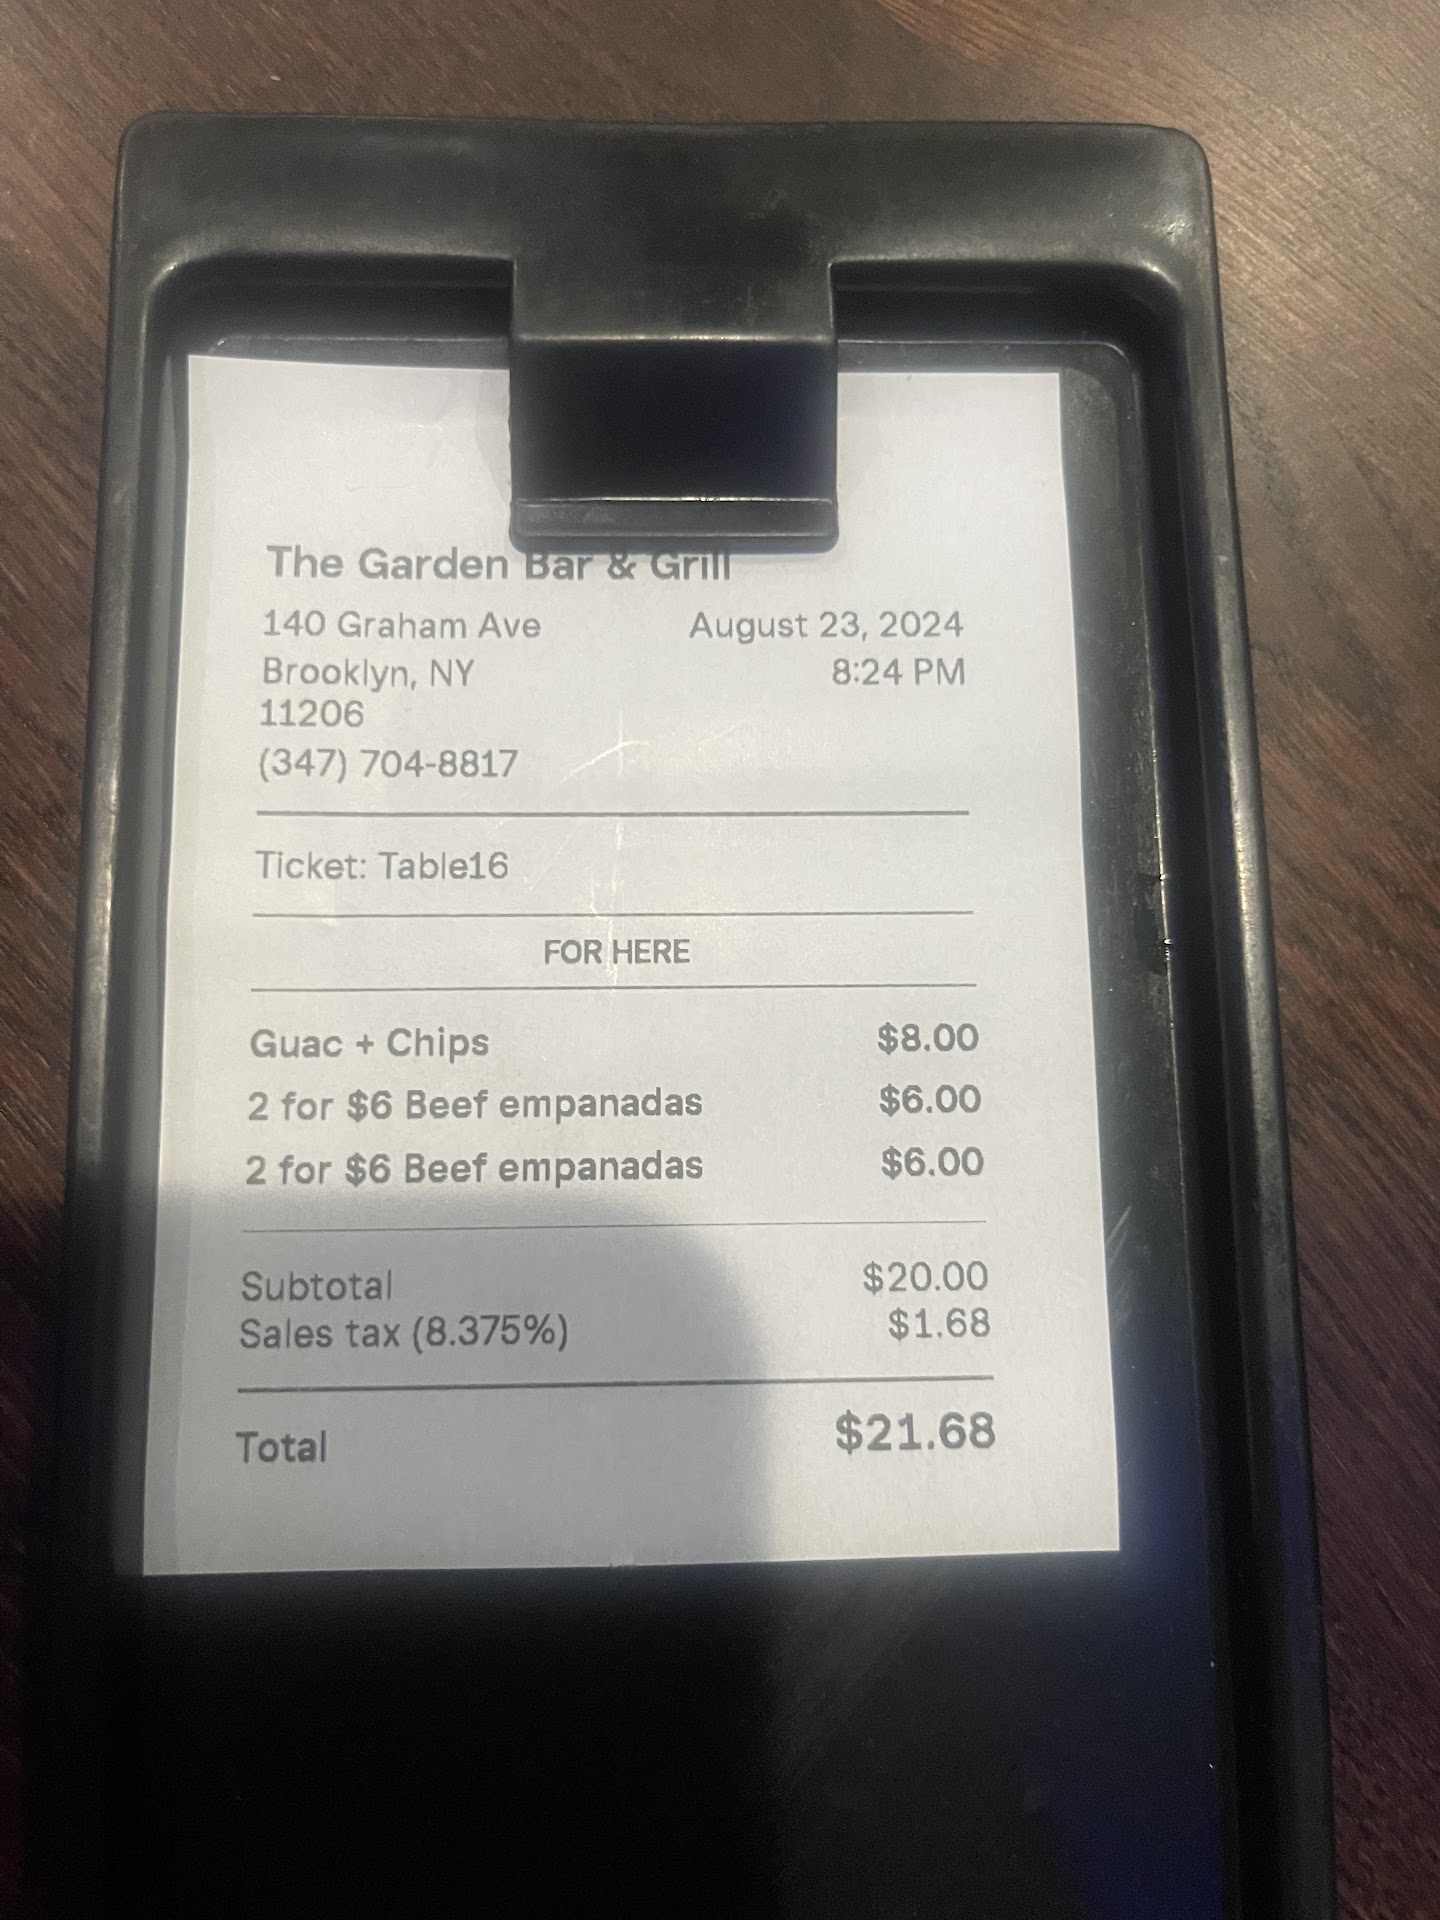 The Garden Bar & Grill
140 Graham Ave August 23, 2024
Brooklyn, NY 8:24 PM
11206
(347) 704-8817
Ticket: Table16
FOR HERE
Guac + Chips $8.00
2 for $6 Beef empanadas $6.00
2 for $6 Beef empanadas $6.00
Subtotal $20.00
Sales tax (8.375%) $1.68
Total $21.68